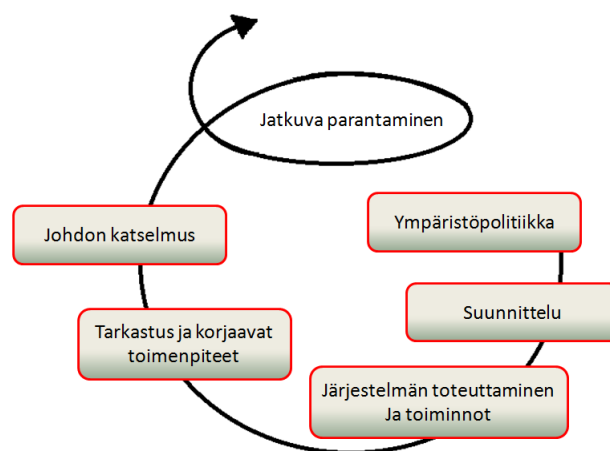 Jatkuva parantaminen
Johdon katselmus
Ympäristöpolitiikka
Suunnittelu
Tarkastus ja korjaavat
toimenpiteet
Järjestelmän toteuttaminen
Ja toiminnot